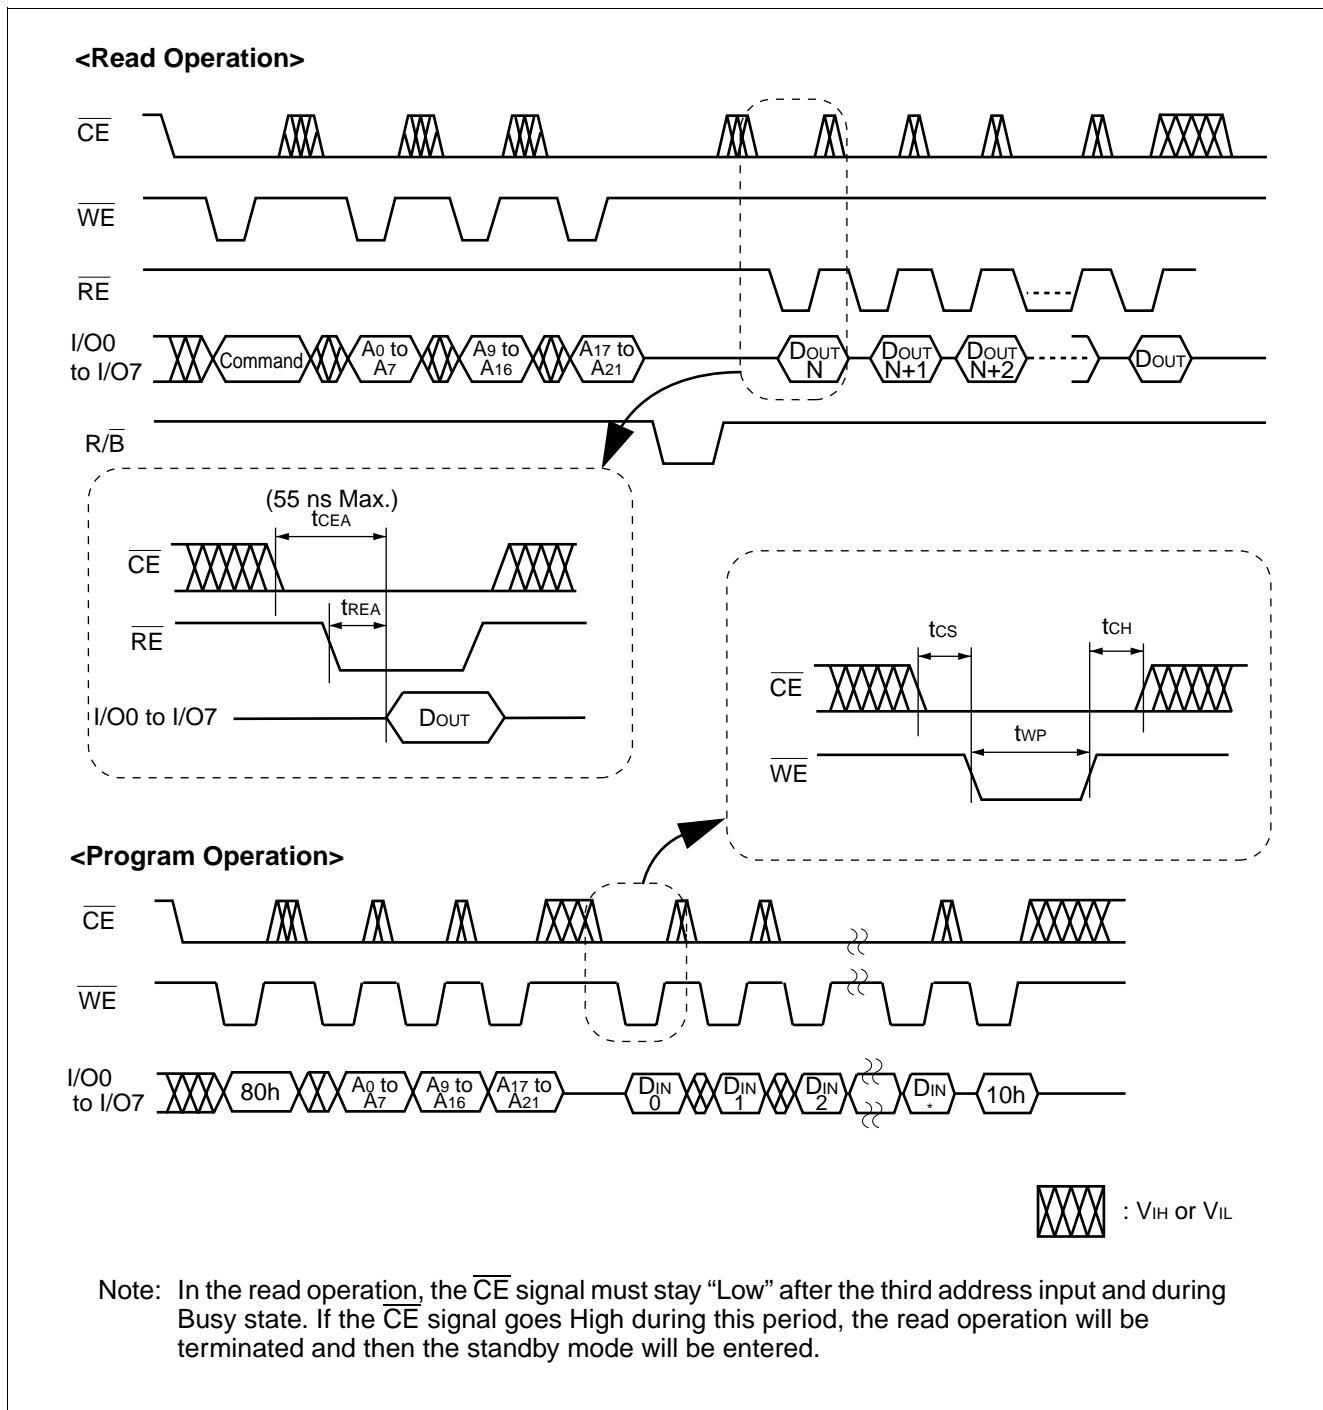 <Read Operation>
CE
WE
RE
I/O0
to I/O7
Command
A0 to
A7
A9 to
A16
A17 to
A21
DOUT
N
DOUT
N+1
DOUT
N+2
DOUT
R/B
(55 ns Max.)
tCEA
CE
tREA
RE
I/O0 to I/O7
DOUT
tCS
tCH
CE
tWP
WE
<Program Operation>
CE
WE
I/O0
to I/O7
80h
A0 to
A7
A9 to
A16
A17 to
A21
DIN
0
DIN
1
DIN
2
DIN
*
10h
: VIH or VIL
Note: In the read operation, the CE signal must stay “Low” after the third address input and during
Busy state. If the CE signal goes High during this period, the read operation will be
terminated and then the standby mode will be entered.